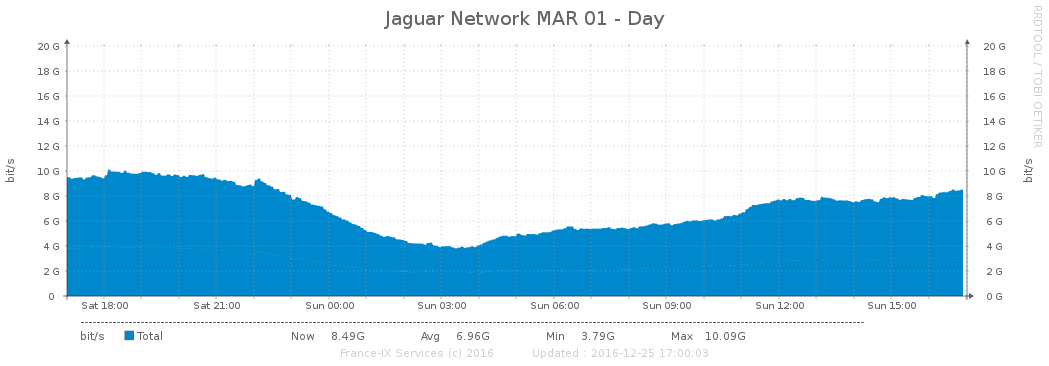 Jaguar Network MAR 01 - Day
RRDTOOL / TOBI OETIKER
bit/s
20 G
18 G
16 G
14 G
12 G
10 G
8 G
6 G
4 G
2 G
0
20 G
18 G
16 G
14 G
12 G
10 G
8 G
6 G
4 G
2 G
0 G
bit/s
Sat 18:00 Sat 21:00 Sun 00:00 Sun 03:00 Sun 06:00 Sun 09:00 Sun 12:00 Sun 15:00
bit/s Total Now 8.49G Avg 6.96G Min 3.79G Max 10.09G
France-IX Services (c) 2016 Updated : 2016-12-25 17:00:03